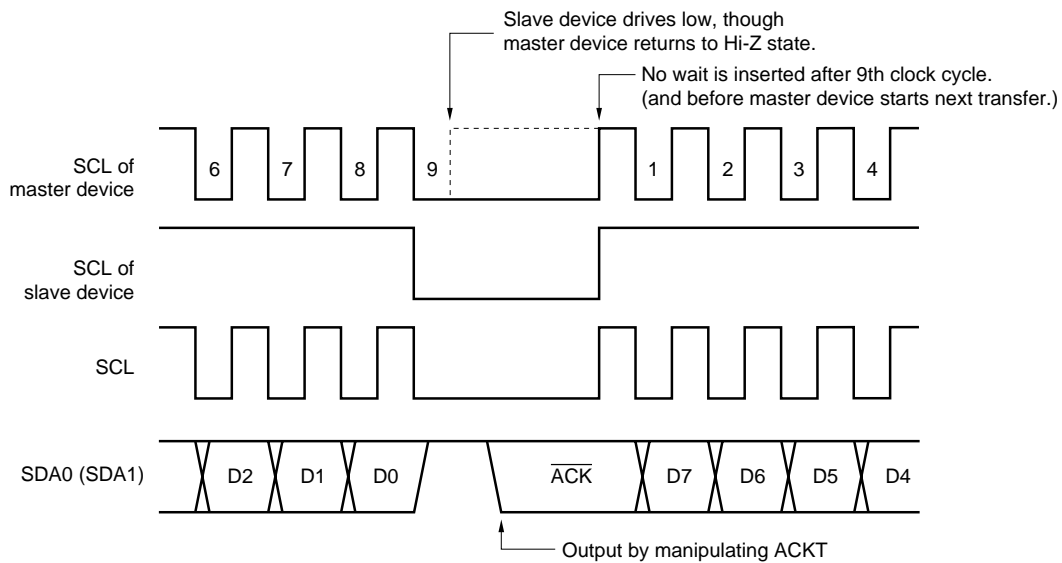 Slave device drives low, though
master device returns to Hi-Z state.
No wait is inserted after 9th clock cycle.
(and before master device starts next transfer.)
SCL of
master device
6 7 8 9 1 2 3 4
SCL of
slave device
SCL
SDA0 (SDA1)
D2 D1 D0 ACK D7 D6 D5 D4
Output by manipulating ACKT